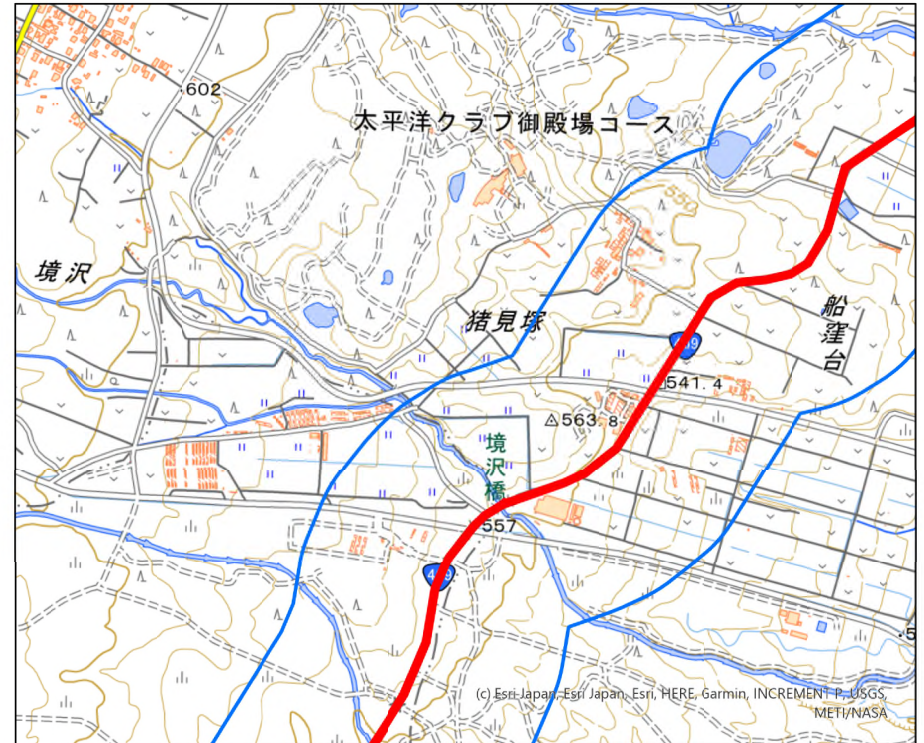 602
太平洋クラブ御殿場コース
550
境沢
猪見塚
船窪台
541.4
563.8
境沢橋
557
(c) Esri Japan, Esri Japan, Esri, HERE, Garmin, INCREMENT P, USGS,
METI/NASA